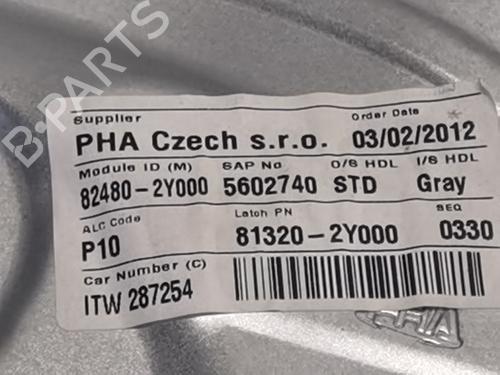 B-PARTS
Supplier Order Date
PHA Czech s.r.o. 03/02/2012
Module ID (M) SAP No O/S HDL I/S HDL
82480-2Y000 5602740 STD Gray
ALC Code Latch PN SEQ
P10 81320-2Y000 0330
Car Number (C)
ITW 287254
PHA